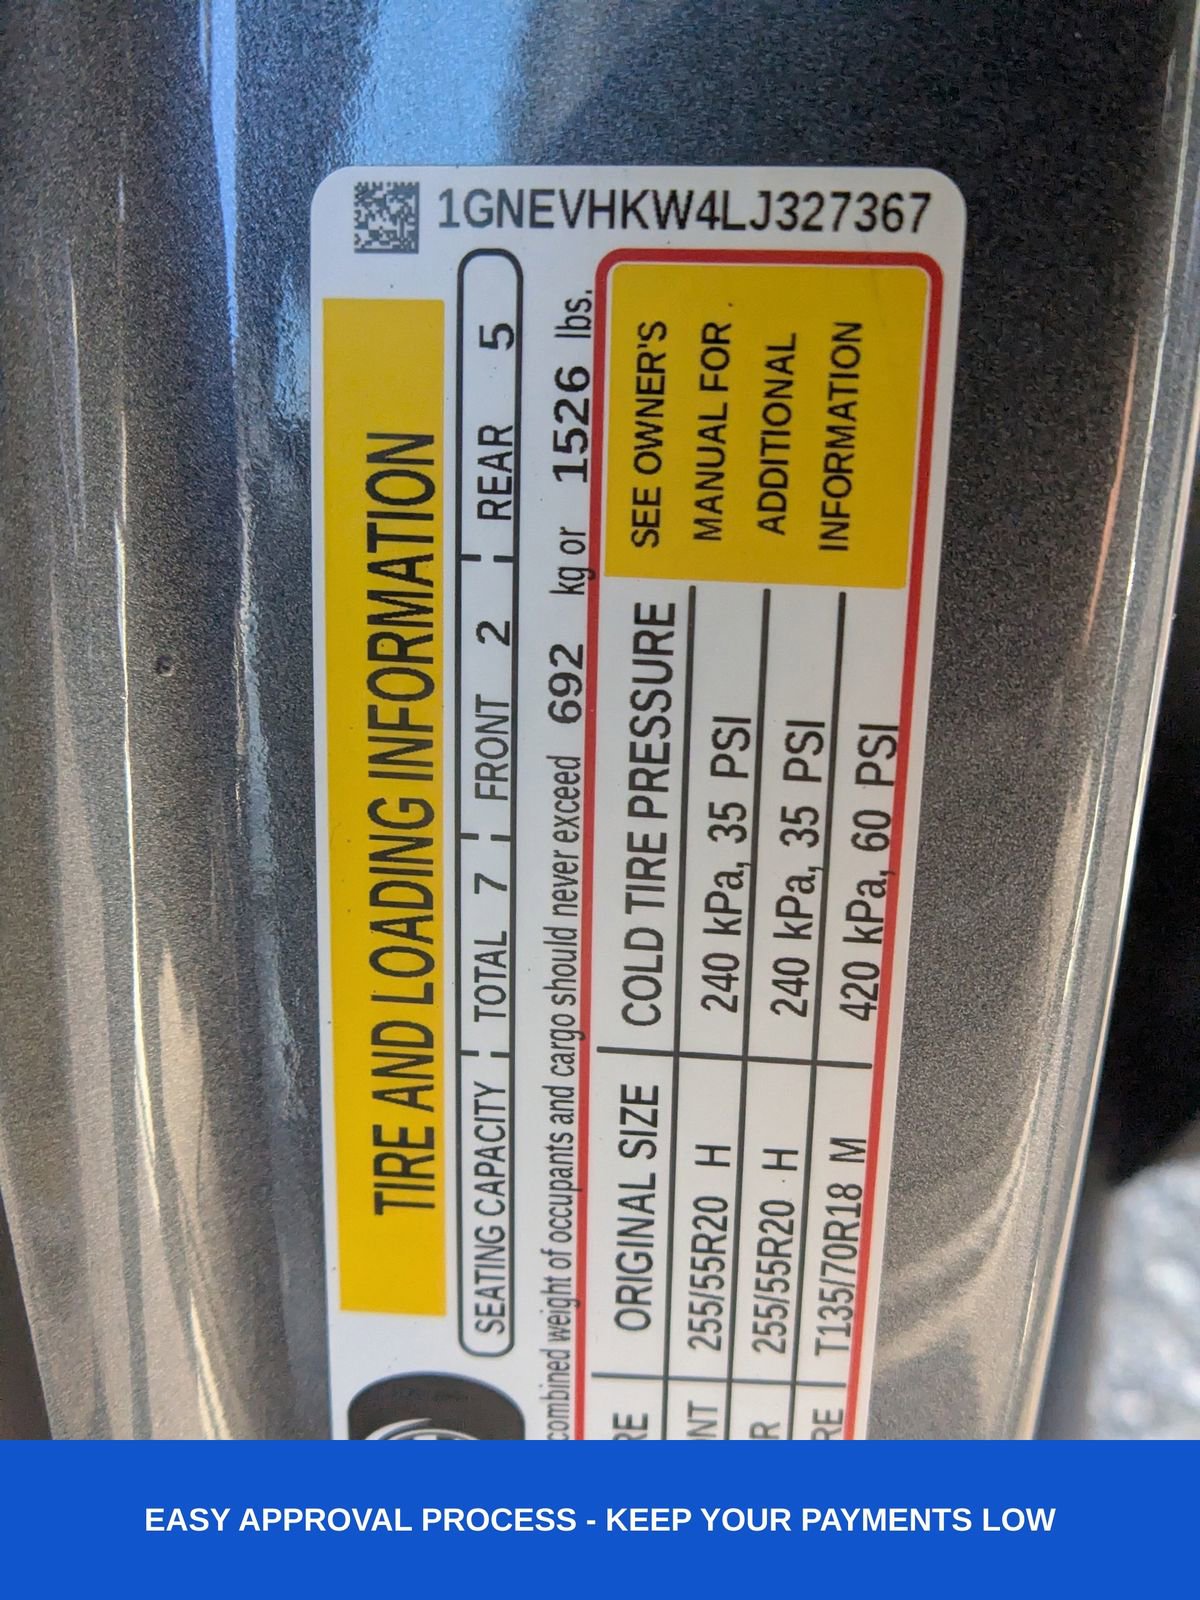 1GNEVHKW4LJ327367
TIRE AND LOADING INFORMATION
SEATING CAPACITY TOTAL 7 FRONT 2 REAR 5
combined weight of occupants and cargo should never exceed 692 kg or 1526 lbs.
ORIGINAL SIZE COLD TIRE PRESSURE
255/55R20 H 240 kPa, 35 PSI
255/55R20 H 240 kPa, 35 PSI
T135/70R18 M 420 kPa, 60 PSI
SEE OWNER'S
MANUAL FOR
ADDITIONAL
INFORMATION
EASY APPROVAL PROCESS - KEEP YOUR PAYMENTS LOW